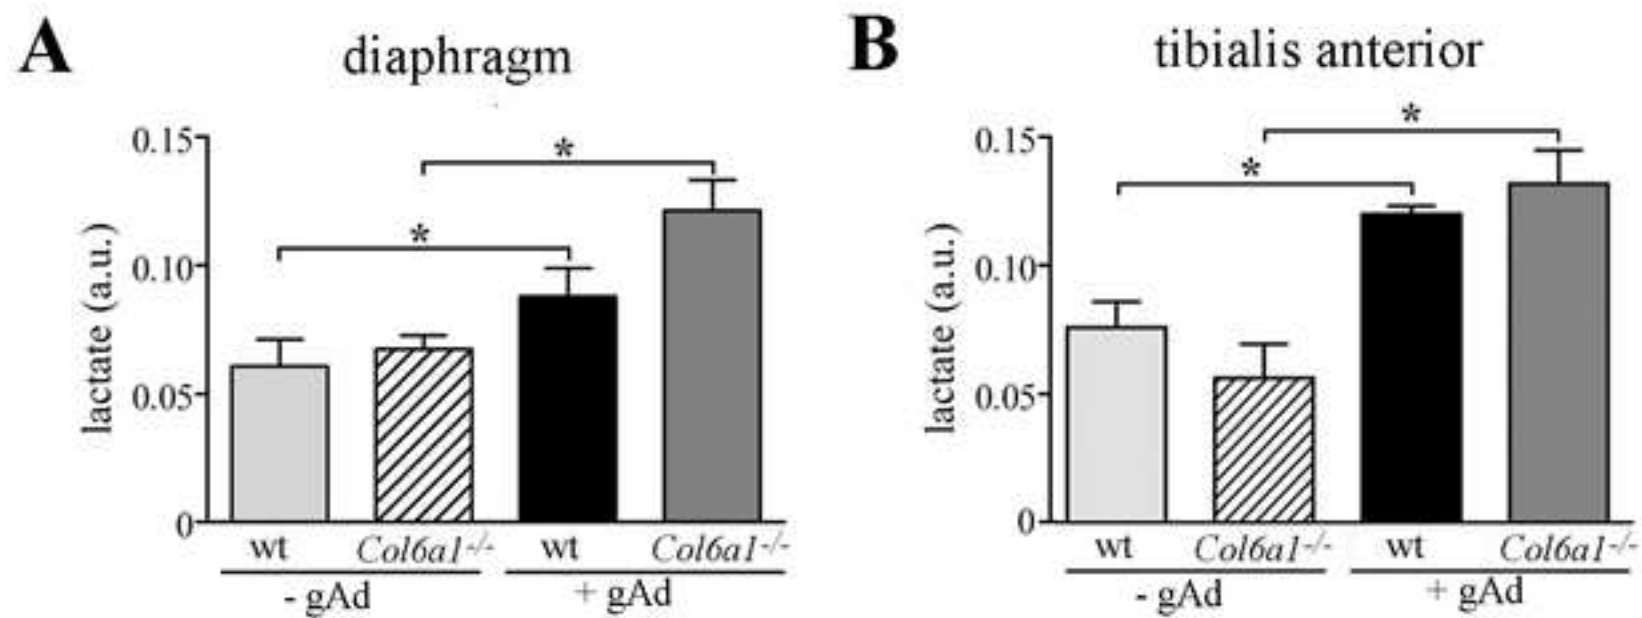 A
diaphragm
0.15
0.10
0.05
0
lactate (a.u.)
*
*
wt
Col6a1-/-
wt
Col6a1-/-
- gAd
+ gAd
B
tibialis anterior
0.15
0.10
0.05
0
lactate (a.u.)
*
*
wt
Col6a1-/-
wt
Col6a1-/-
- gAd
+ gAd